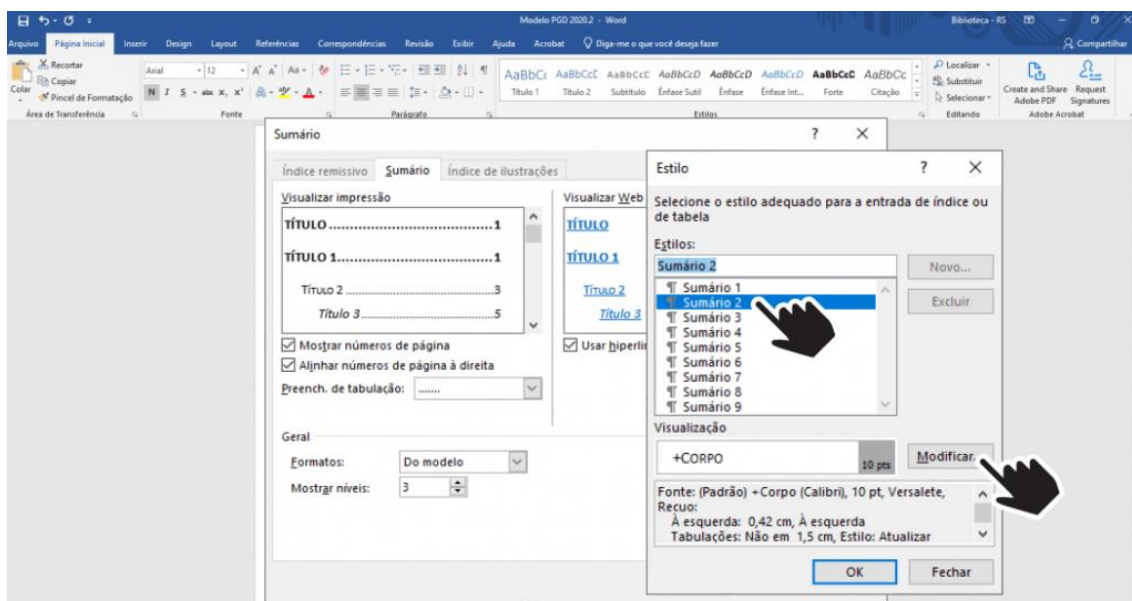 Modelo PGD 2020.2 - Word
Biblioteca - RS
Arquivo Página Inicial Inserir Design Layout Referências Correspondências Revisão Exibir Ajuda Acrobat Diga-me o que você deseja fazer
Compartilhar
Colar
Recortar
Copiar
Pincel de Formatação
Área de Transferência
Arial 12
N I S abc x, x'
Fonte
Parágrafo
AaBbCc AaBbCcC AaBbCcC AaBbCcD AaBbCcD AaBbCcD AaBbCcC AaBbCc
Título 1 Título 2 Subtítulo Ênfase Sutil Ênfase Ênfase Int... Forte Citação
Estilos
Localizar
Substituir
Selecionar
Editando
Create and Share Adobe PDF
Request Signatures
Adobe Acrobat
Sumário ? X
Índice remissivo Sumário Índice de ilustrações
Visualizar impressão
TÍTULO.......................................1
TÍTULO 1.....................................1
TÍTULO 2.....................................3
Título 3.....................................5
Visualizar Web
TÍTULO
TÍTULO 1
TÍTULO 2
Título 3
Mostrar números de página
Alinhar números de página à direita
Preench. de tabulação: .......
Geral
Formatos: Do modelo
Mostrar níveis: 3
Estilo ? X
Selecione o estilo adequado para a entrada de índice ou
de tabela
Estilos:
Sumário 2
Novo...
Excluir
¶ Sumário 1
¶ Sumário 2
¶ Sumário 3
¶ Sumário 4
¶ Sumário 5
¶ Sumário 6
¶ Sumário 7
¶ Sumário 8
¶ Sumário 9
Visualização
+CORPO
10 pts
Modificar..
Fonte: (Padrão) +Corpo (Calibri), 10 pt, Versalete,
Recuo:
À esquerda: 0,42 cm, À esquerda
Tabulações: Não em 1,5 cm, Estilo: Atualizar
OK Fechar